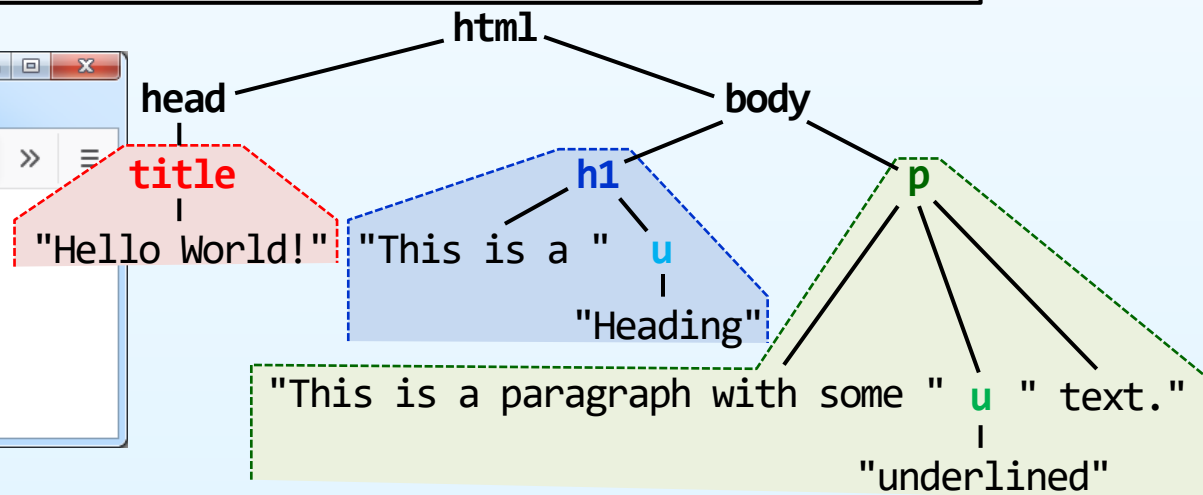 html
head body
title h1 p
"Hello World!" "This is a " u
"Heading"
"This is a paragraph with some " u " text."
"underlined"